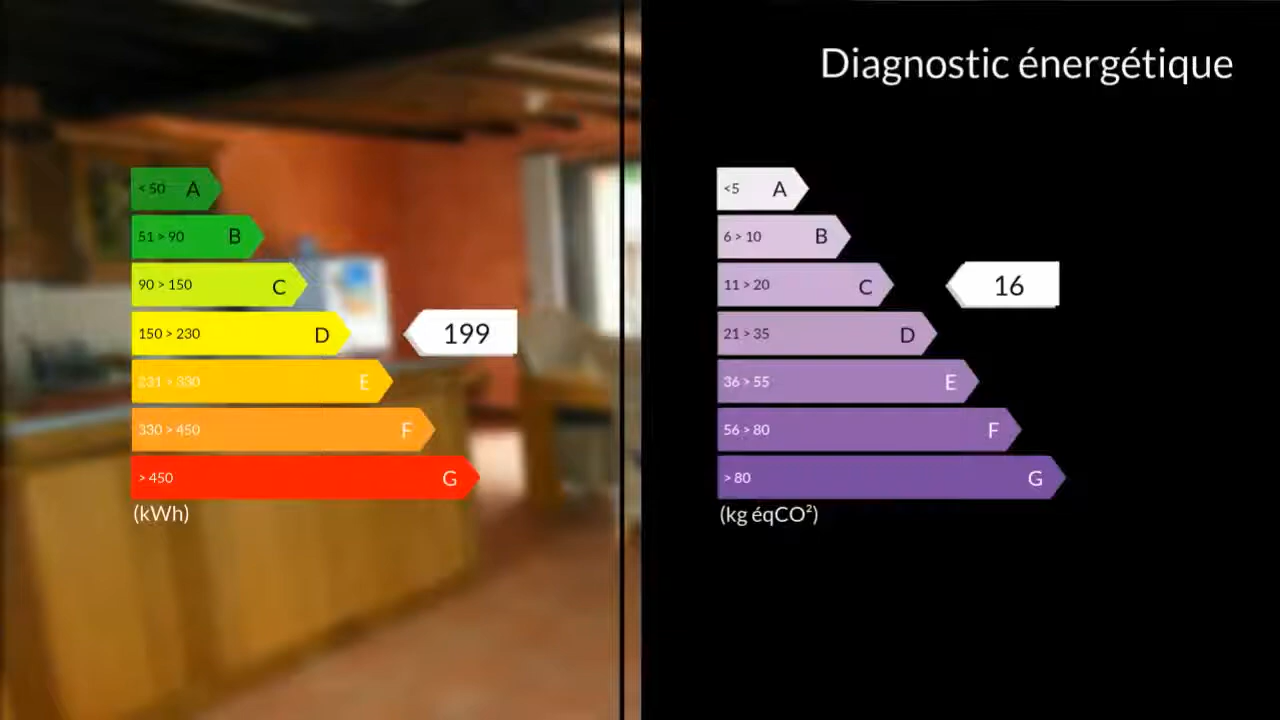 Diagnostic énergétique
< 50 A
51 > 90 B
90 > 150 C
150 > 230 D
199
231 > 330 E
330 > 450 F
> 450 G
(kWh)
<5 A
6 > 10 B
11 > 20 C
16
21 > 35 D
36 > 55 E
56 > 80 F
> 80 G
(kg éqCO²)